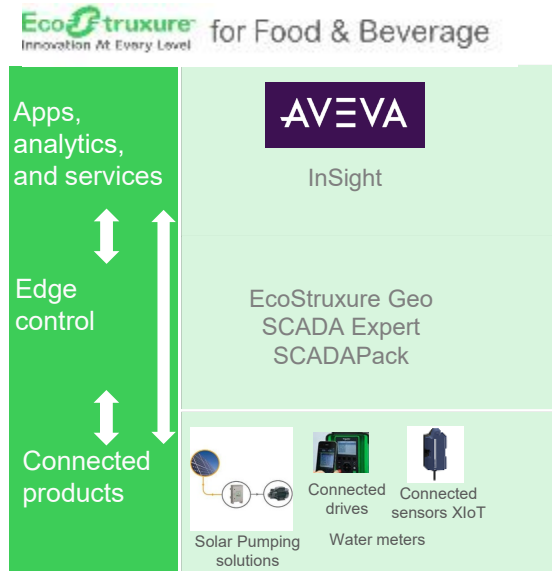 EcoStruxure for Food & Beverage
Innovation At Every Level
Apps,
analytics,
and services
AVEVA
InSight
Edge
control
EcoStruxure Geo
SCADA Expert
SCADAPack
Connected
products
Solar Pumping
solutions
Connected
drives
Connected
sensors XIoT
Water meters